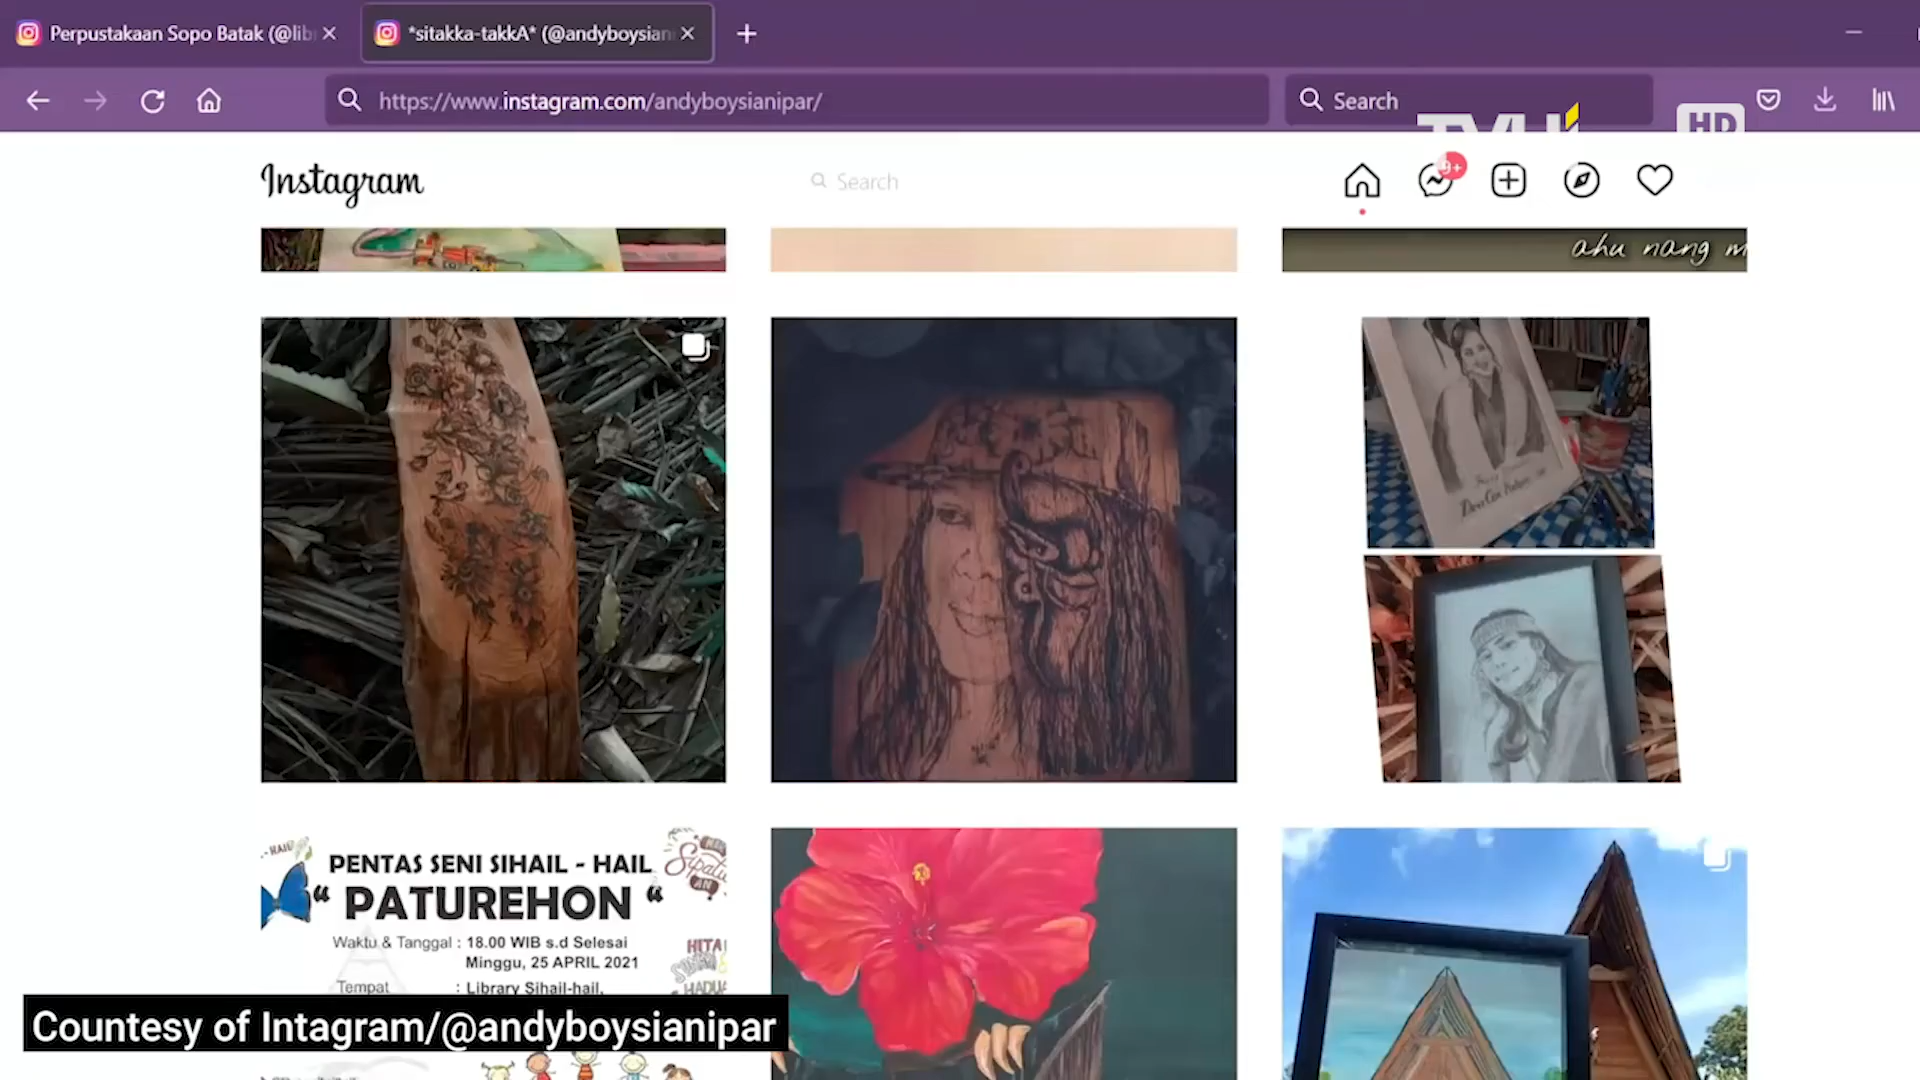 Perpustakaan Sopo Batak (@lib
*sitakka-takkA* (@andyboysian
https://www.instagram.com/andyboysianipar/
Search
HD
Instagram
Search
9+
ahu nang m
PENTAS SENI SIHAIL - HAIL
“ PATUREHON “
Waktu & Tanggal : 18.00 WIB s.d Selesai
Minggu, 25 APRIL 2021
Tempat : Library Sihail-hail,
HITA
Countesy of Intagram/@andyboysianipar